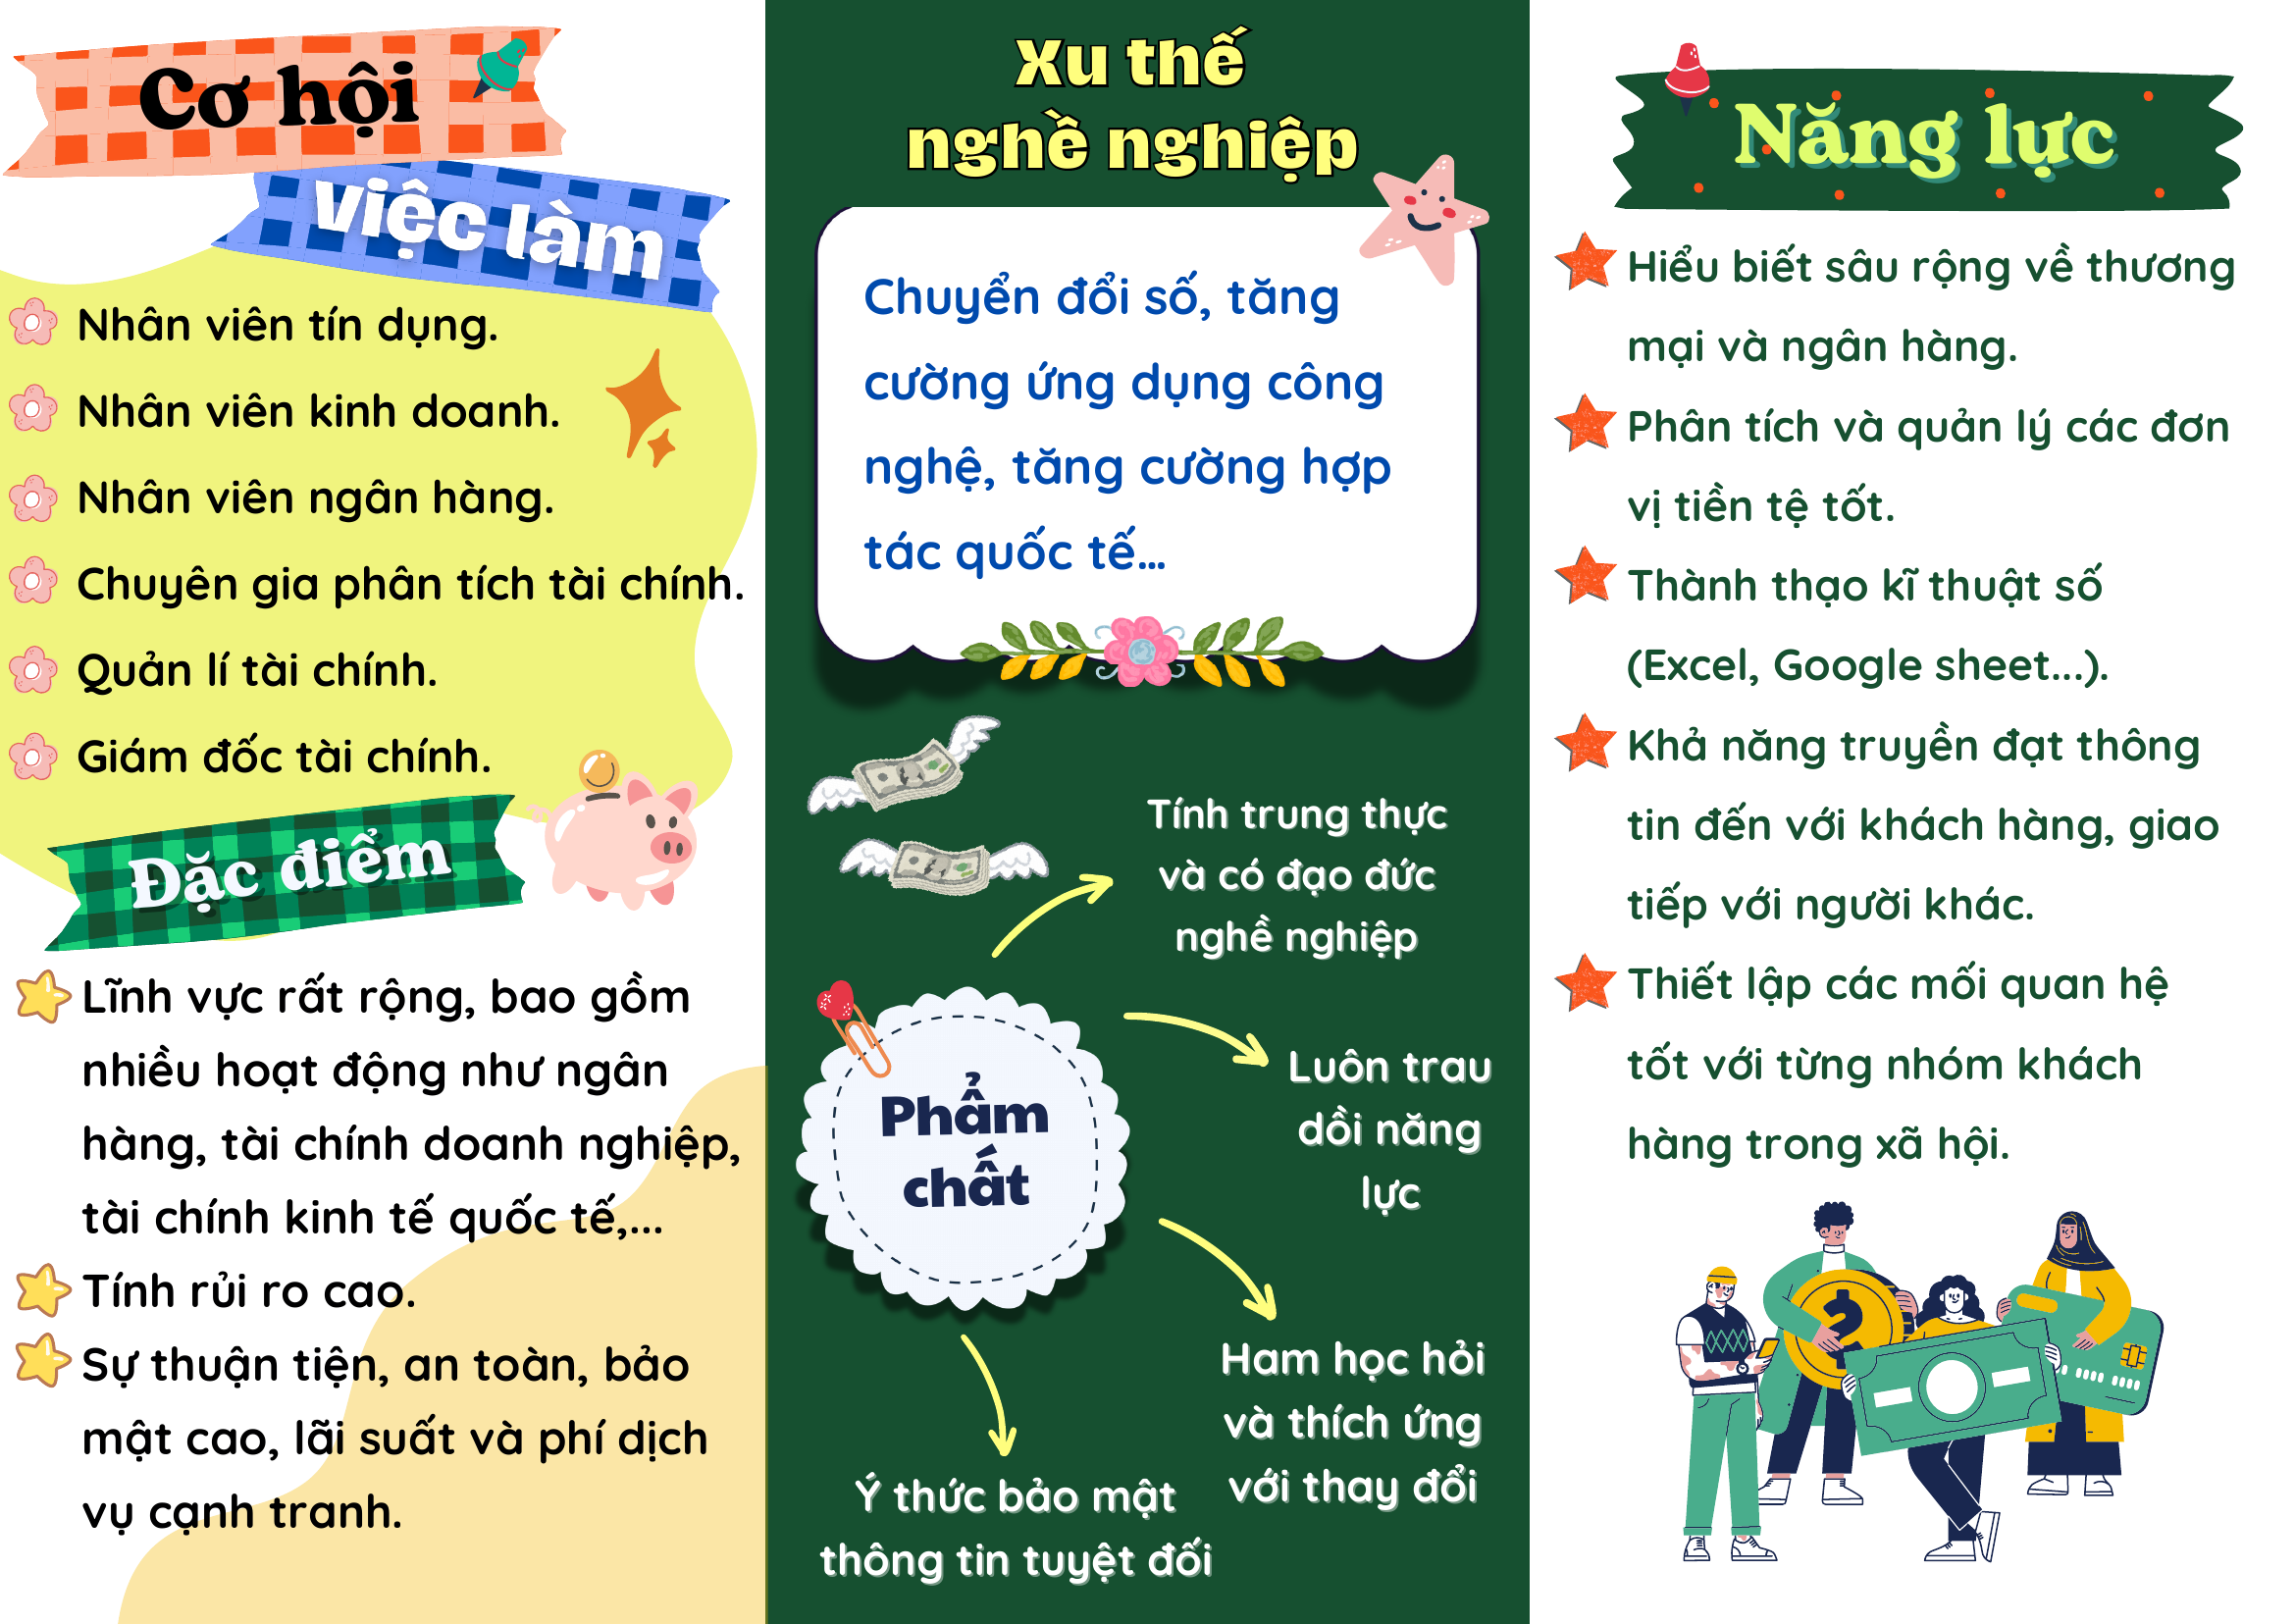 Cơ hội
việc làm
Nhân viên tín dụng.
Nhân viên kinh doanh.
Nhân viên ngân hàng.
Chuyên gia phân tích tài chính.
Quản lí tài chính.
Giám đốc tài chính.
Đặc điểm
Lĩnh vực rất rộng, bao gồm
nhiều hoạt động như ngân
hàng, tài chính doanh nghiệp,
tài chính kinh tế quốc tế,...
Tính rủi ro cao.
Sự thuận tiện, an toàn, bảo
mật cao, lãi suất và phí dịch
vụ cạnh tranh.
Xu thế
nghề nghiệp
Chuyển đổi số, tăng
cường ứng dụng công
nghệ, tăng cường hợp
tác quốc tế...
Phẩm
chất
Tính trung thực
và có đạo đức
nghề nghiệp
Luôn trau
dồi năng
lực
Ham học hỏi
và thích ứng
với thay đổi
Ý thức bảo mật
thông tin tuyệt đối
Năng lực
Hiểu biết sâu rộng về thương
mại và ngân hàng.
Phân tích và quản lý các đơn
vị tiền tệ tốt.
Thành thạo kĩ thuật số
(Excel, Google sheet...).
Khả năng truyền đạt thông
tin đến với khách hàng, giao
tiếp với người khác.
Thiết lập các mối quan hệ
tốt với từng nhóm khách
hàng trong xã hội.